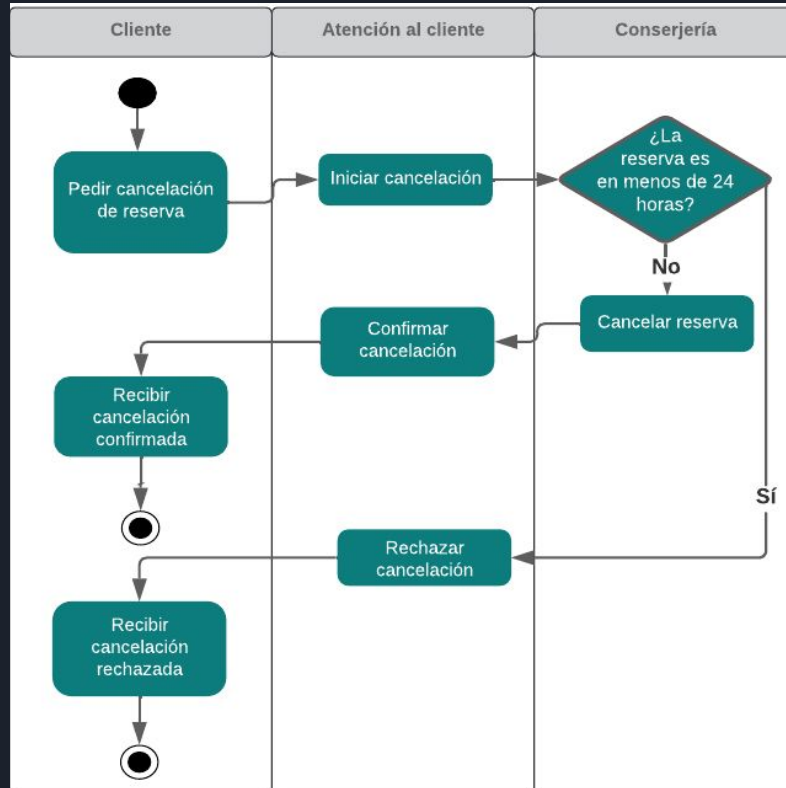 Cliente
Atención al cliente
Conserjería
Pedir cancelación
de reserva
Iniciar cancelación
¿La
reserva es
en menos de 24
horas?
No
Cancelar reserva
Confirmar
cancelación
Recibir
cancelación
confirmada
Sí
Rechazar
cancelación
Recibir
cancelación
rechazada